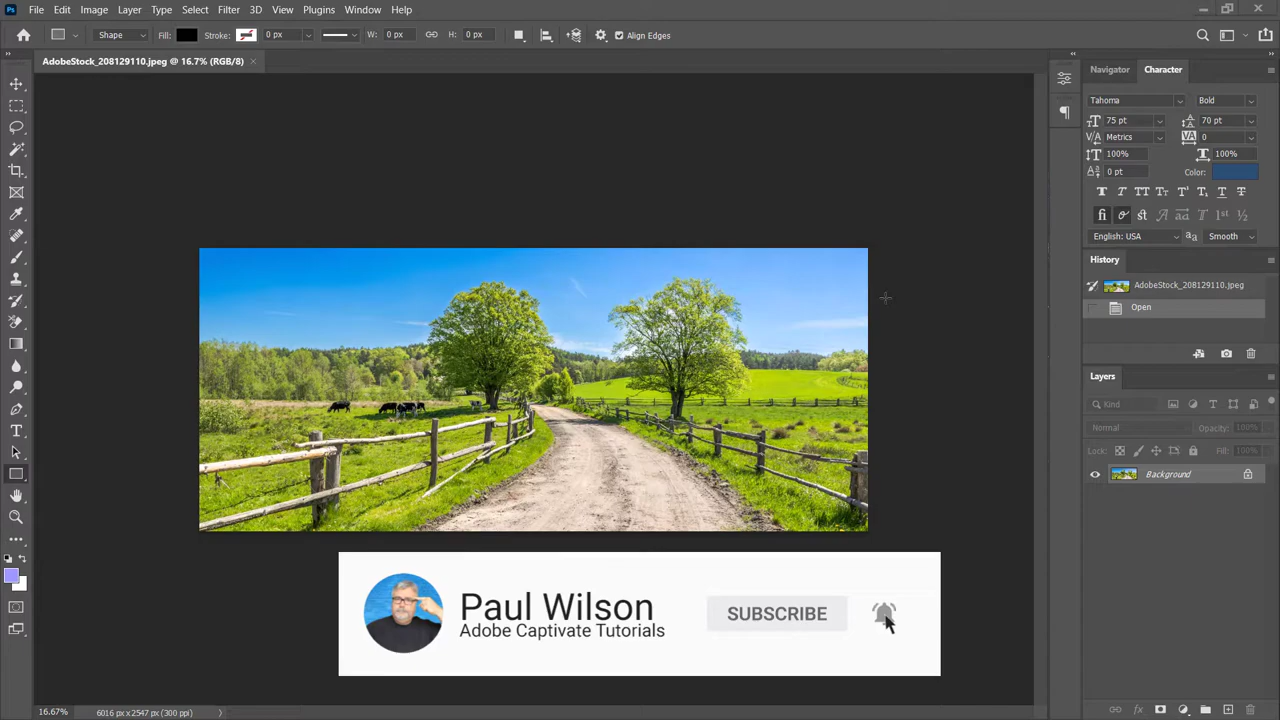 Ps File Edit Image Layer Type Select Filter 3D View Plugins Window Help
Shape Fill: Stroke: 0 px W: 0 px H: 0 px Align Edges
AdobeStock_208129110.jpeg @ 16.7% (RGB/8)
Navigator Character
Tahoma Bold
75 pt 70 pt
Metrics 0
100% 100%
0 pt Color:
English: USA Smooth
History
AdobeStock_208129110.jpeg
Open
Layers
Kind
Normal Opacity: 100%
Lock: Fill: 100%
Background
Paul Wilson
Adobe Captivate Tutorials
SUBSCRIBE
16.67% 6016 px x 2547 px (300 ppi)